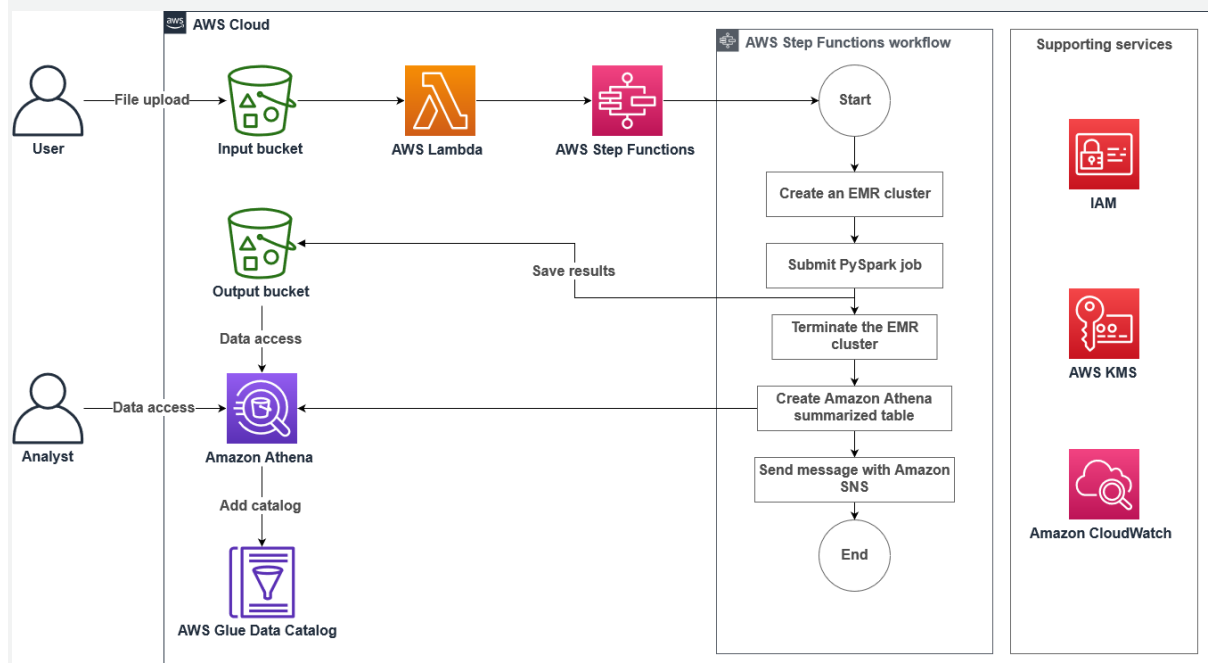 aws
AWS Cloud
AWS Step Functions workflow
Supporting services
File upload
User
Input bucket
AWS Lambda
AWS Step Functions
Start
Create an EMR cluster
IAM
Submit PySpark job
Save results
Output bucket
Terminate the EMR
cluster
Data access
AWS KMS
Data access
Create Amazon Athena
summarized table
Analyst
Amazon Athena
Send message with Amazon
SNS
Add catalog
Amazon CloudWatch
End
AWS Glue Data Catalog